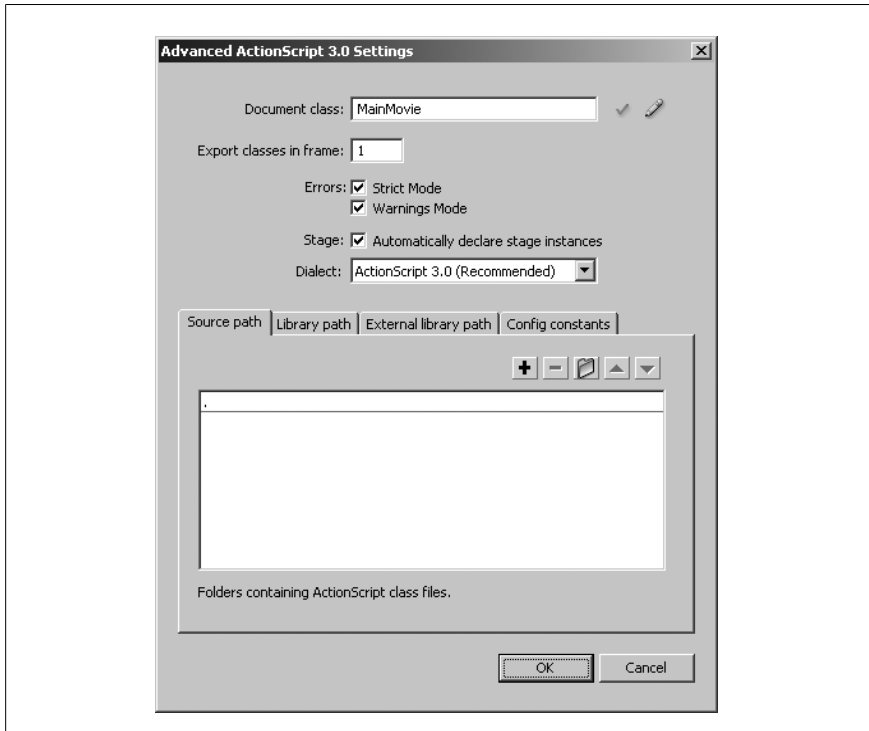 Advanced ActionScript 3.0 Settings
Document class: MainMovie
Export classes in frame: 1
Errors: Strict Mode
Warnings Mode
Stage: Automatically declare stage instances
Dialect: ActionScript 3.0 (Recommended)
Source path Library path External library path Config constants
.
Folders containing ActionScript class files.
OK Cancel